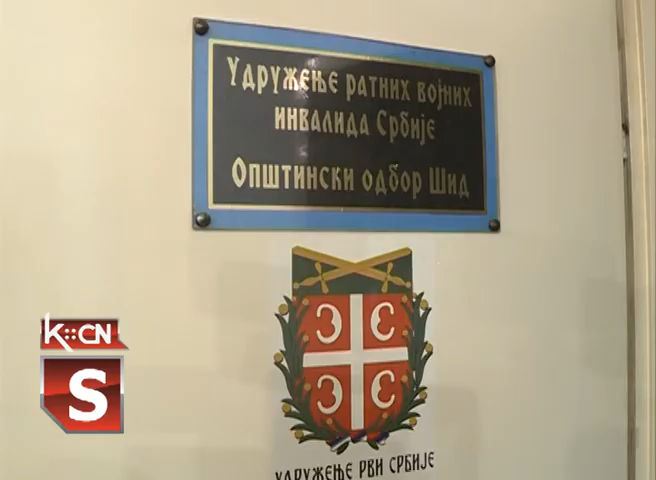 Удружење ратних војних
инвалида Србије
Општински одбор Шид
K::CN
S
УДРУЖЕЊЕ РВИ СРБИЈЕ